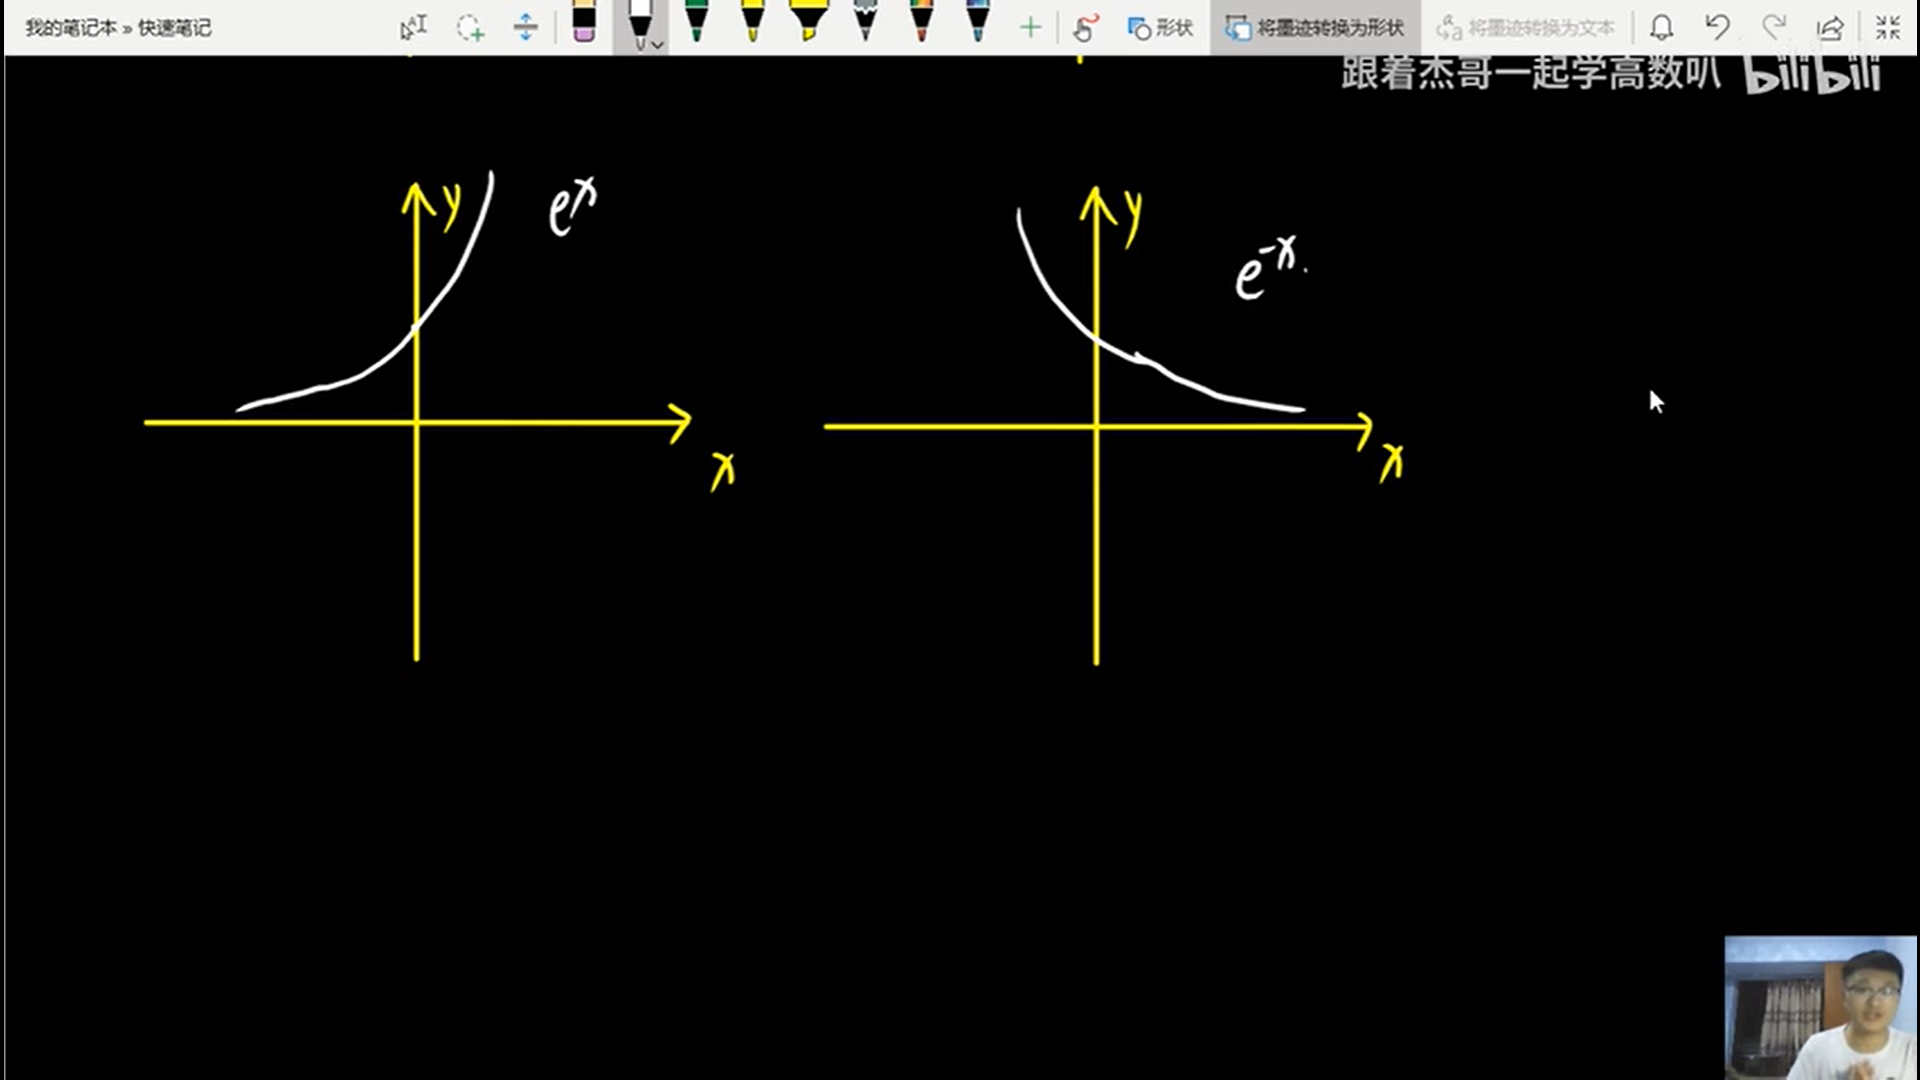 我的笔记本 » 快速笔记
形状
将墨迹转换为形状
将墨迹转换为文本
跟着杰哥一起学高数叭 bilibili
y
eˣ
x
y
e⁻ˣ.
x